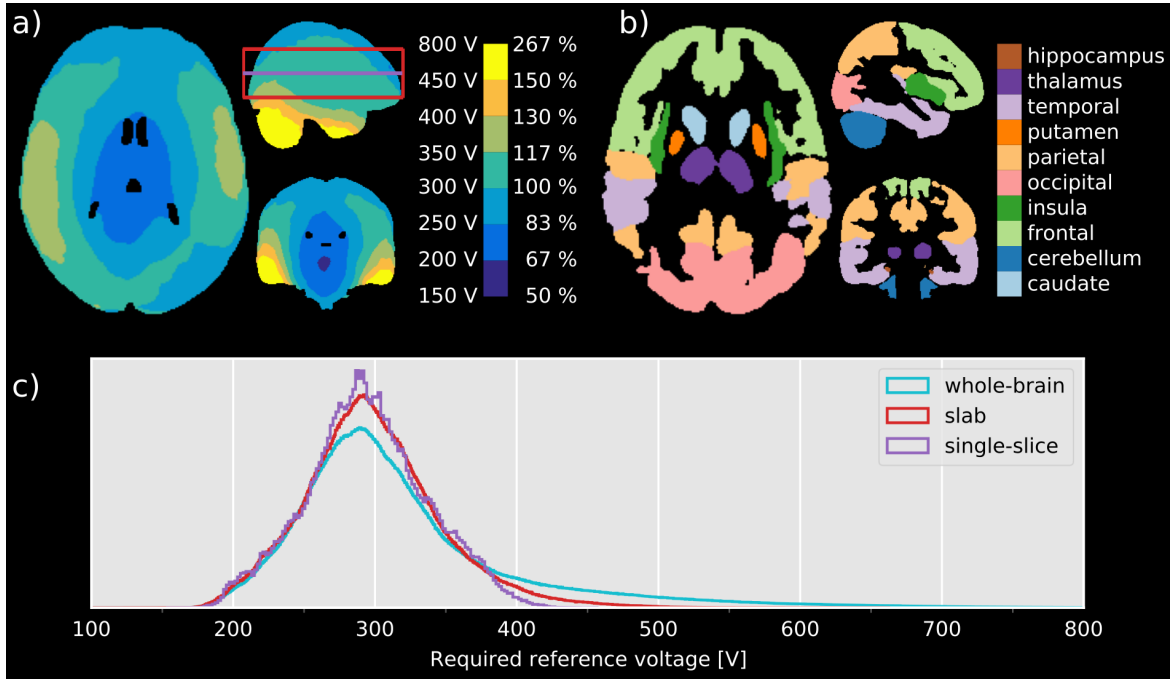 a)
800 V 267 %
450 V 150 %
400 V 130 %
350 V 117 %
300 V 100 %
250 V 83 %
200 V 67 %
150 V 50 %
b)
hippocampus
thalamus
temporal
putamen
parietal
occipital
insula
frontal
cerebellum
caudate
c)
whole-brain
slab
single-slice
100 200 300 400 500 600 700 800
Required reference voltage [V]